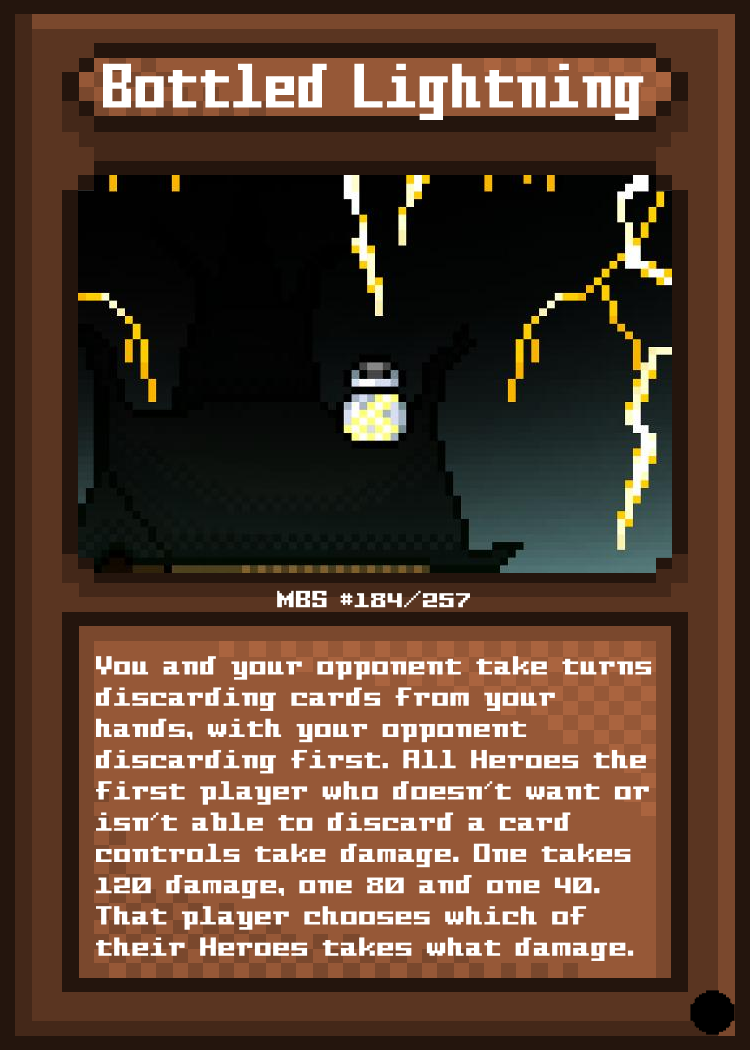 Bottled Lightning
MBS #184/257
You and your opponent take turns
discarding cards from your
hands, with your opponent
discarding first. All Heroes the
first player who doesn't want or
isn't able to discard a card
controls take damage. One takes
120 damage, one 80 and one 40.
That player chooses which of
their Heroes takes what damage.